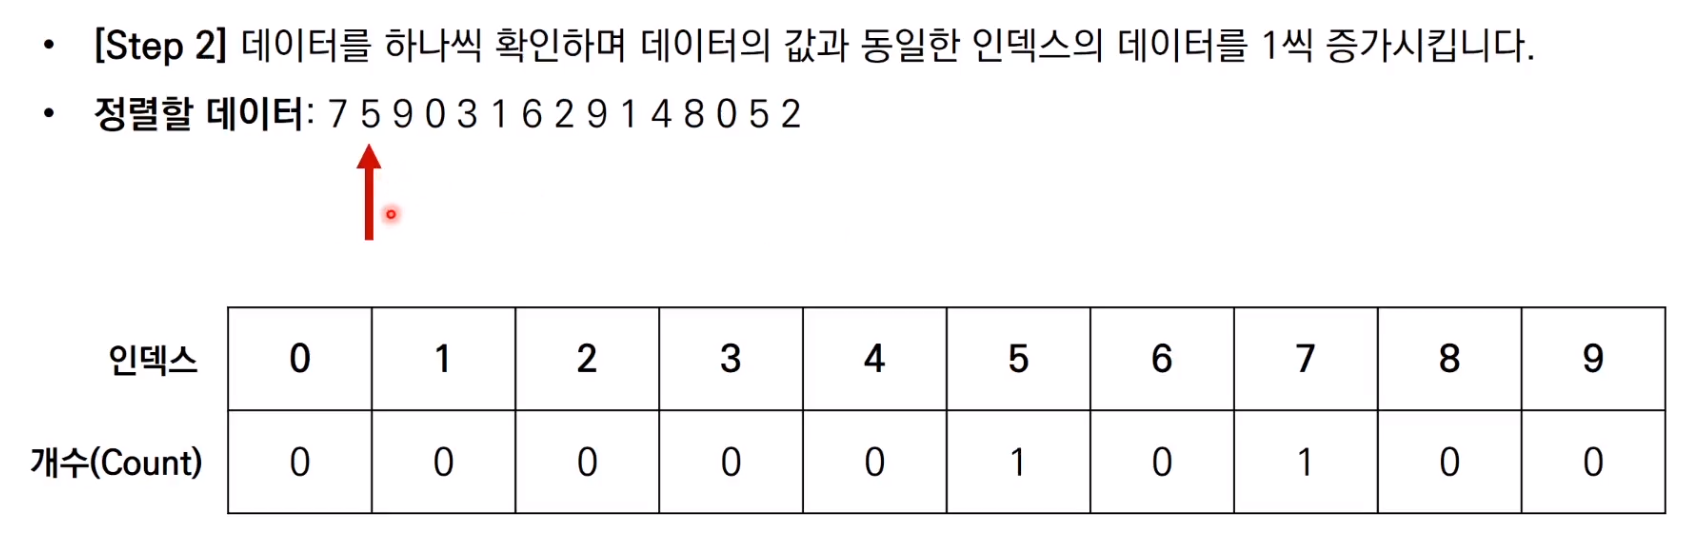 • [Step 2] 데이터를 하나씩 확인하며 데이터의 값과 동일한 인덱스의 데이터를 1씩 증가시킵니다.
• 정렬할 데이터: 7 5 9 0 3 1 6 2 9 1 4 8 0 5 2
인덱스 0 1 2 3 4 5 6 7 8 9
개수(Count) 0 0 0 0 0 1 0 1 0 0